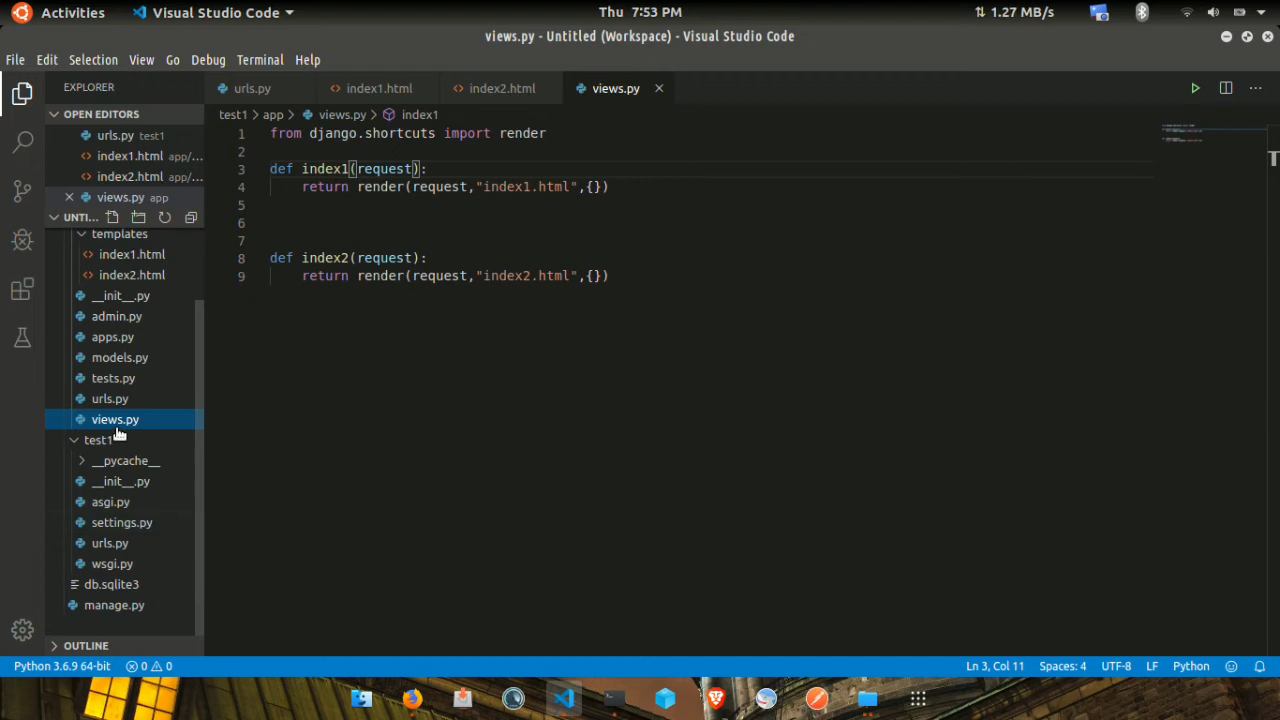 Activities Visual Studio Code Thu 7:53 PM 1.27 MB/s
views.py - Untitled (Workspace) - Visual Studio Code
File Edit Selection View Go Debug Terminal Help
EXPLORER
OPEN EDITORS
urls.py test1
index1.html app/...
index2.html app/...
views.py app
UNTI...
templates
index1.html
index2.html
__init__.py
admin.py
apps.py
models.py
tests.py
urls.py
views.py
test1
__pycache__
__init__.py
asgi.py
settings.py
urls.py
wsgi.py
db.sqlite3
manage.py
OUTLINE
urls.py index1.html index2.html views.py
test1 > app > views.py > index1
1 from django.shortcuts import render
2
3 def index1(request):
4 return render(request,"index1.html",{})
5
6
7
8 def index2(request):
9 return render(request,"index2.html",{})
Python 3.6.9 64-bit 0 0 Ln 3, Col 11 Spaces: 4 UTF-8 LF Python